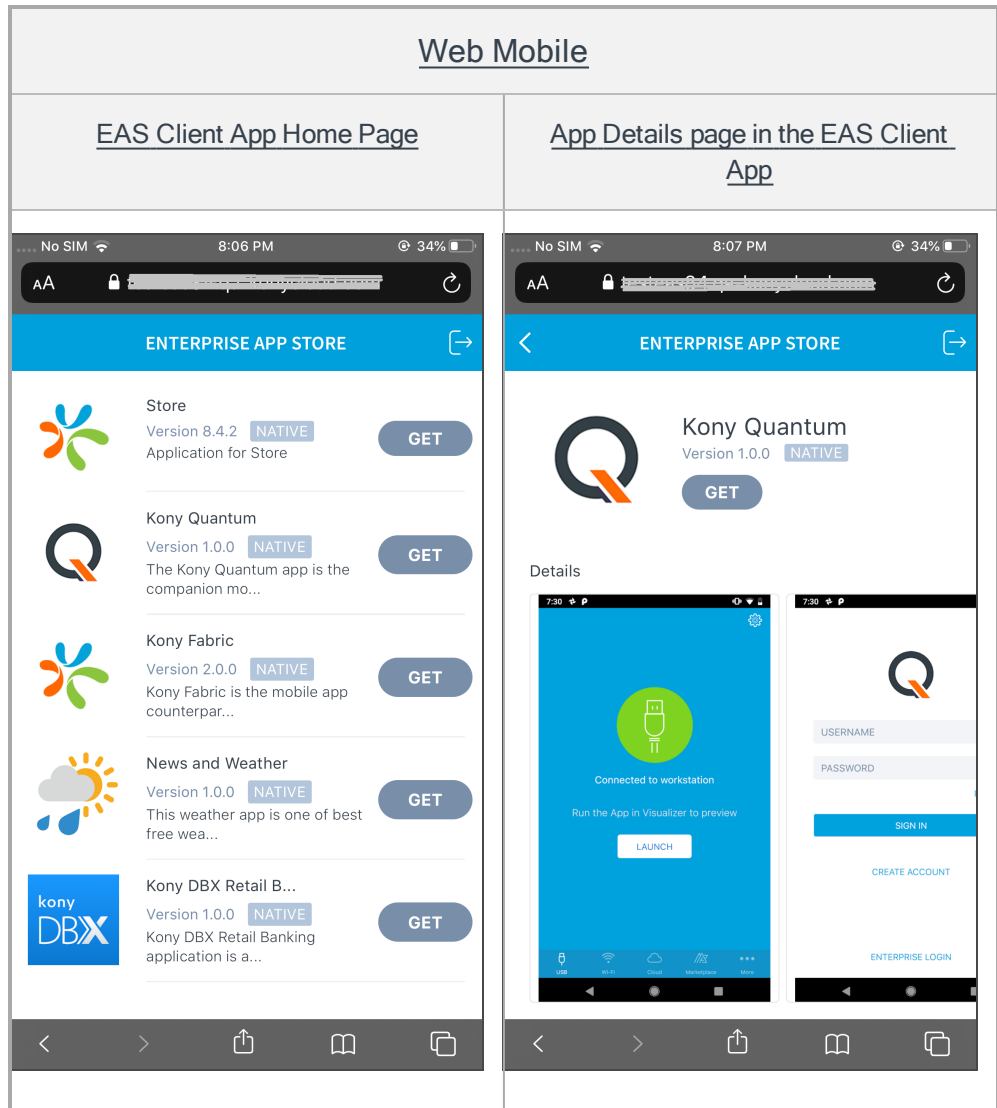 Web Mobile
EAS Client App Home Page
App Details page in the EAS Client
App
No SIM 8:06 PM 34%
AA
ENTERPRISE APP STORE
Store
Version 8.4.2 NATIVE
Application for Store
GET
Kony Quantum
Version 1.0.0 NATIVE
The Kony Quantum app is the
companion mo...
GET
Kony Fabric
Version 2.0.0 NATIVE
Kony Fabric is the mobile app
counterpar...
GET
News and Weather
Version 1.0.0 NATIVE
This weather app is one of best
free wea...
GET
kony
DBX
Kony DBX Retail B...
Version 1.0.0 NATIVE
Kony DBX Retail Banking
application is a...
GET
No SIM 8:07 PM 34%
AA
ENTERPRISE APP STORE
Kony Quantum
Version 1.0.0 NATIVE
GET
Details
7:30
Connected to workstation
Run the App in Visualizer to preview
LAUNCH
USB Wi-Fi Cloud Marketplace More
7:30
USERNAME
PASSWORD
SIGN IN
CREATE ACCOUNT
ENTERPRISE LOGIN